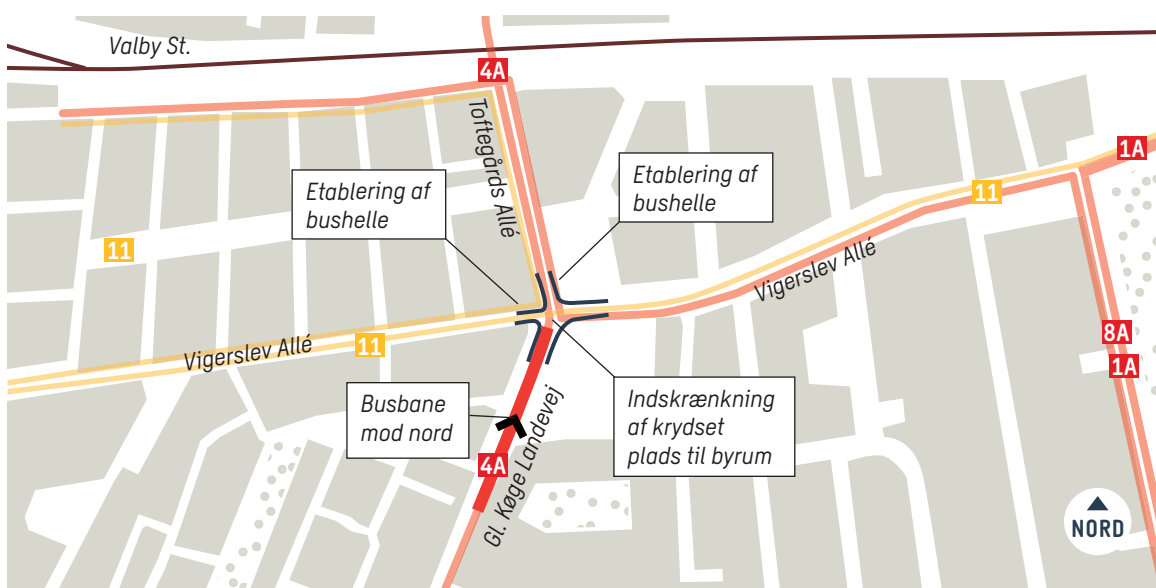 Valby St.
4A
Toftegårds Allé
1A
Etablering af
bushelle
Etablering af
bushelle
11
11
Vigerslev Allé
Vigerslev Allé
11
8A
1A
Busbane
mod nord
Indskrænkning
af krydset
plads til byrum
4A
Gl. Køge Landevej
NORD